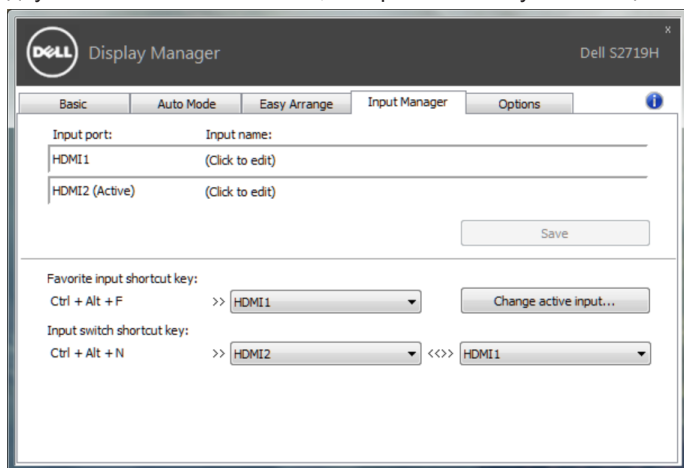 x
DELL Display Manager Dell S2719H
Basic Auto Mode Easy Arrange Input Manager Options i
Input port: Input name:
HDMI1 (Click to edit)
HDMI2 (Active) (Click to edit)
Save
Favorite input shortcut key:
Ctrl + Alt + F >> HDMI1 Change active input...
Input switch shortcut key:
Ctrl + Alt + N >> HDMI2 <<>> HDMI1